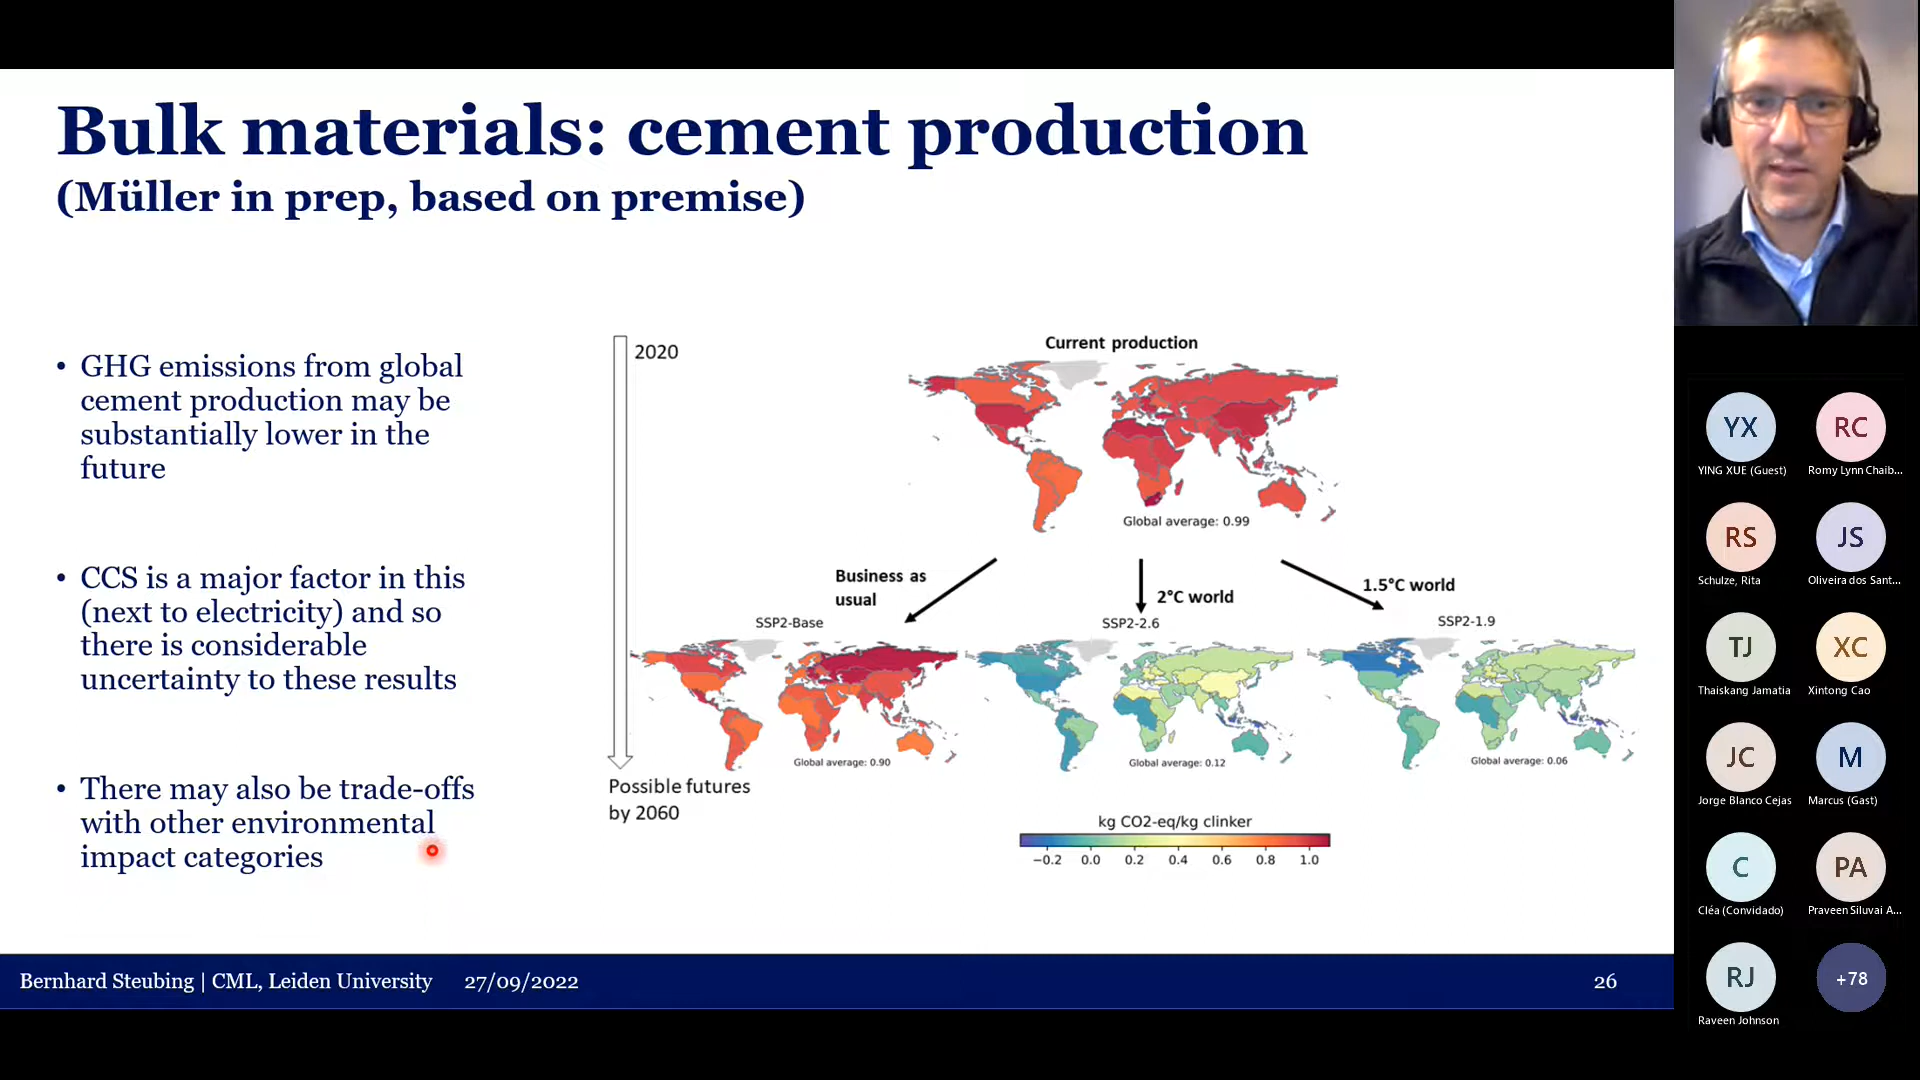 Bulk materials: cement production
(Müller in prep, based on premise)
• GHG emissions from global
cement production may be
substantially lower in the
future
• CCS is a major factor in this
(next to electricity) and so
there is considerable
uncertainty to these results
• There may also be trade-offs
with other environmental
impact categories
2020
Current production
Global average: 0.99
Business as
usual
2°C world
1.5°C world
SSP2-Base
SSP2-2.6
SSP2-1.9
Global average: 0.90
Global average: 0.12
Global average: 0.06
Possible futures
by 2060
kg CO2-eq/kg clinker
−0.2 0.0 0.2 0.4 0.6 0.8 1.0
Bernhard Steubing | CML, Leiden University 27/09/2022
26
YX
YING XUE (Guest)
RC
Romy Lynn Chaib...
RS
Schulze, Rita
JS
Oliveira dos Sant...
TJ
Thaiskang Jamatia
XC
Xintong Cao
JC
Jorge Blanco Cejas
M
Marcus (Gast)
C
Cléa (Convidado)
PA
Praveen Siluvai A...
RJ
Raveen Johnson
+78